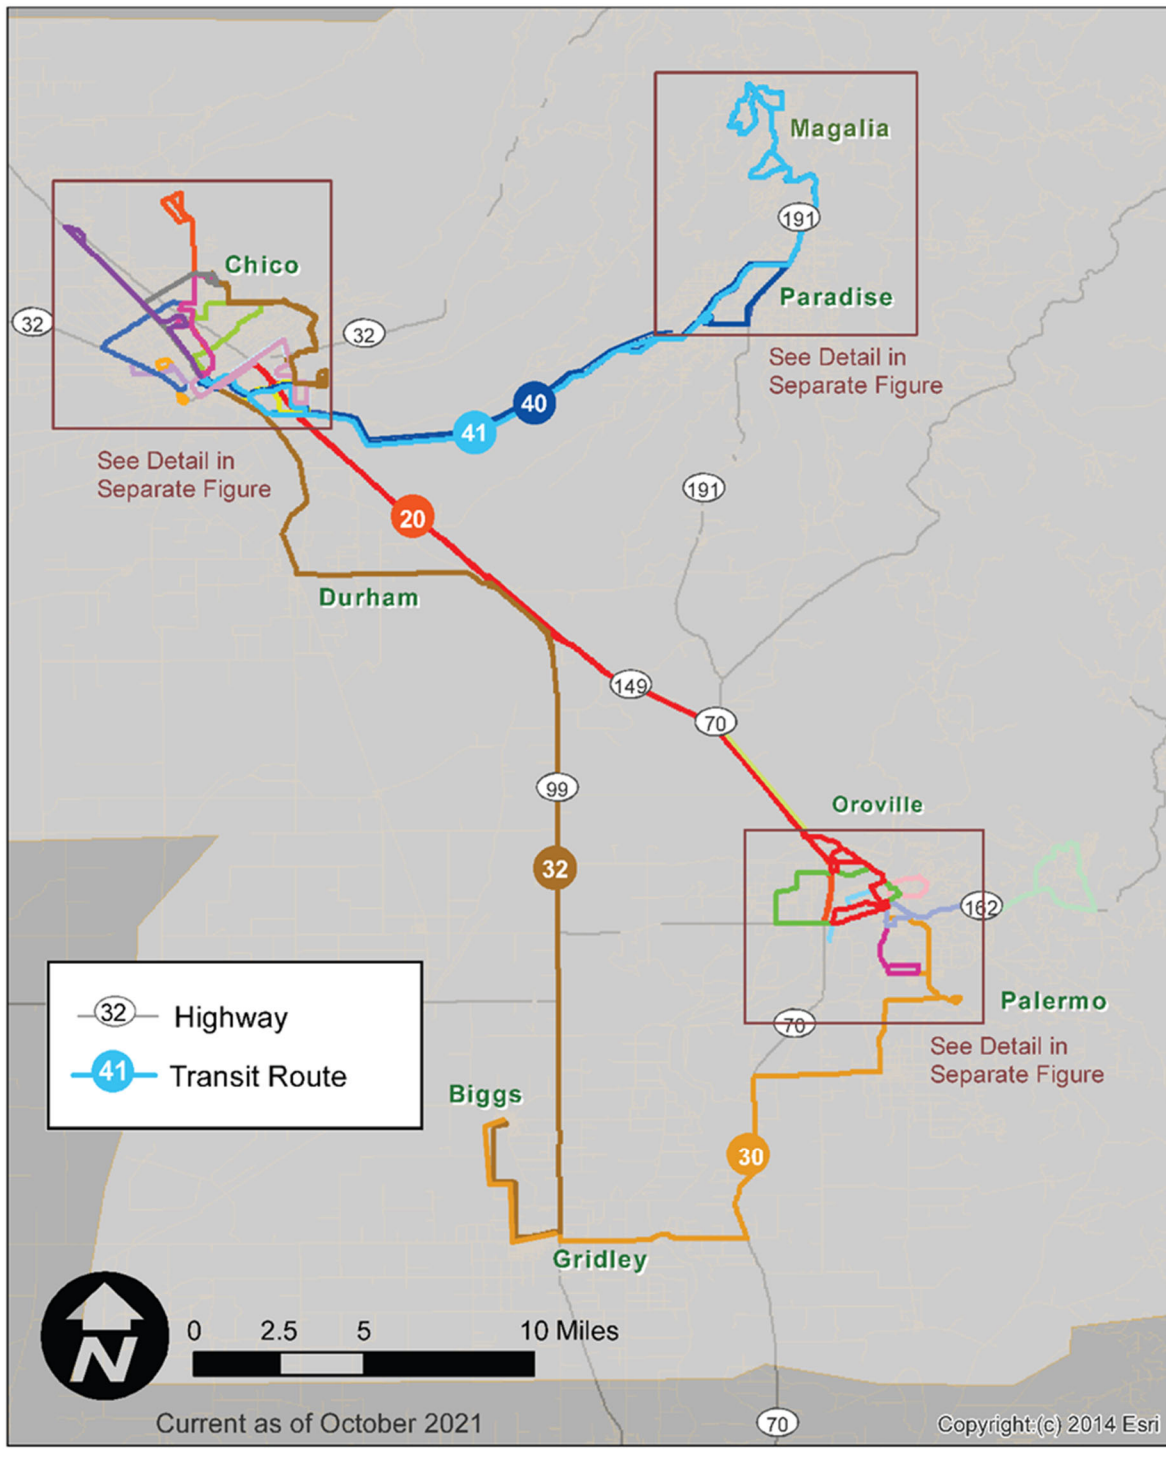 Magalia
191
Chico
Paradise
32
32
See Detail in
Separate Figure
40
41
See Detail in
Separate Figure
191
20
Durham
149
70
99
Oroville
32
162
Palermo
70
See Detail in
Separate Figure
32 Highway
41 Transit Route
Biggs
30
Gridley
N
0 2.5 5 10 Miles
Current as of October 2021
70
Copyright:(c) 2014 Esri